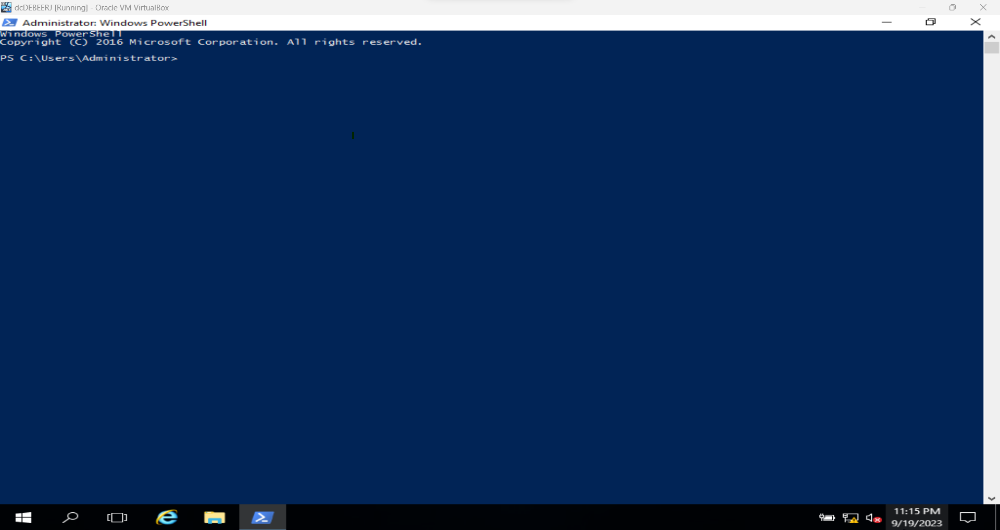 dcDEBEERJ [Running] - Oracle VM VirtualBox
Administrator: Windows PowerShell
Windows PowerShell
Copyright (C) 2016 Microsoft Corporation. All rights reserved.
PS C:\Users\Administrator>
11:15 PM
9/19/2023